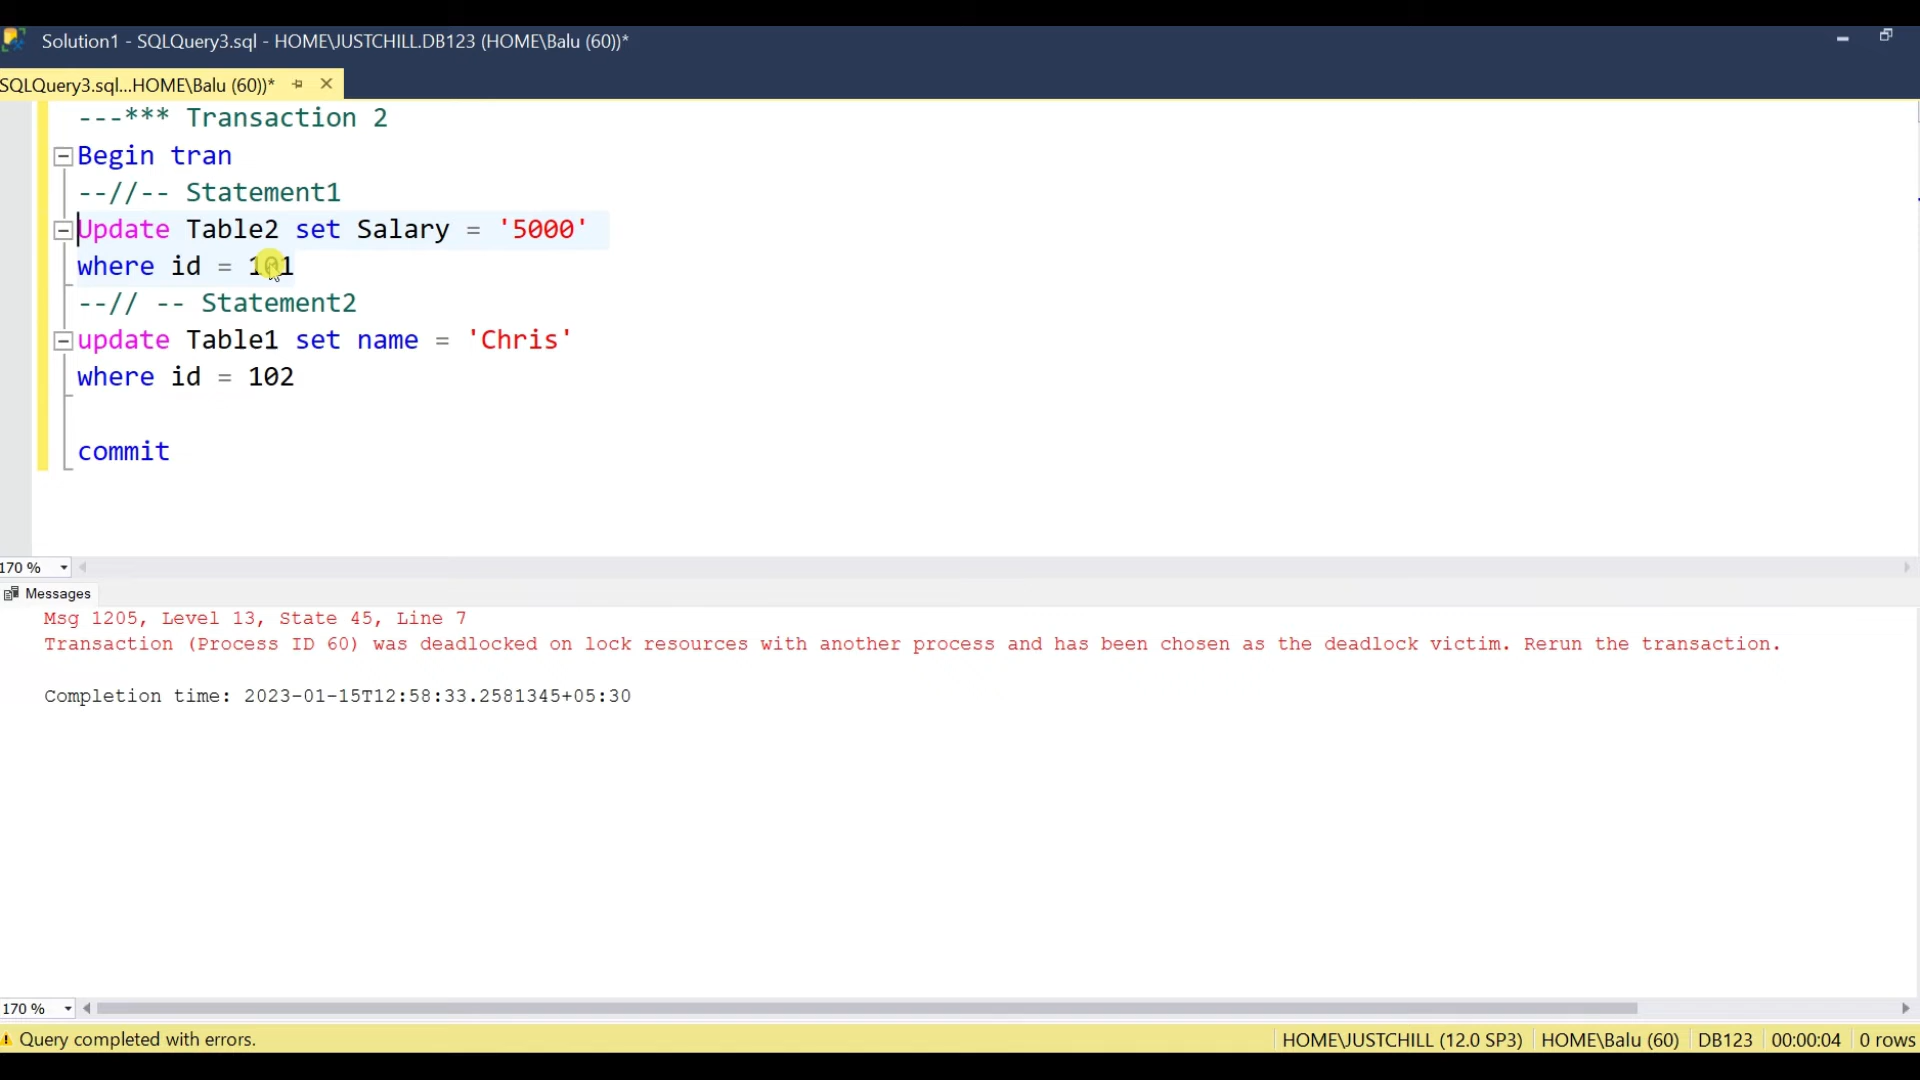 Solution1 - SQLQuery3.sql - HOME\JUSTCHILL.DB123 (HOME\Balu (60))*
SQLQuery3.sql...HOME\Balu (60))*
---*** Transaction 2
Begin tran
--//-- Statement1
Update Table2 set Salary = '5000'
where id = 101
--// -- Statement2
update Table1 set name = 'Chris'
where id = 102
commit
170 %
Messages
Msg 1205, Level 13, State 45, Line 7
Transaction (Process ID 60) was deadlocked on lock resources with another process and has been chosen as the deadlock victim. Rerun the transaction.
Completion time: 2023-01-15T12:58:33.2581345+05:30
170 %
Query completed with errors. HOME\JUSTCHILL (12.0 SP3) HOME\Balu (60) DB123 00:00:04 0 rows